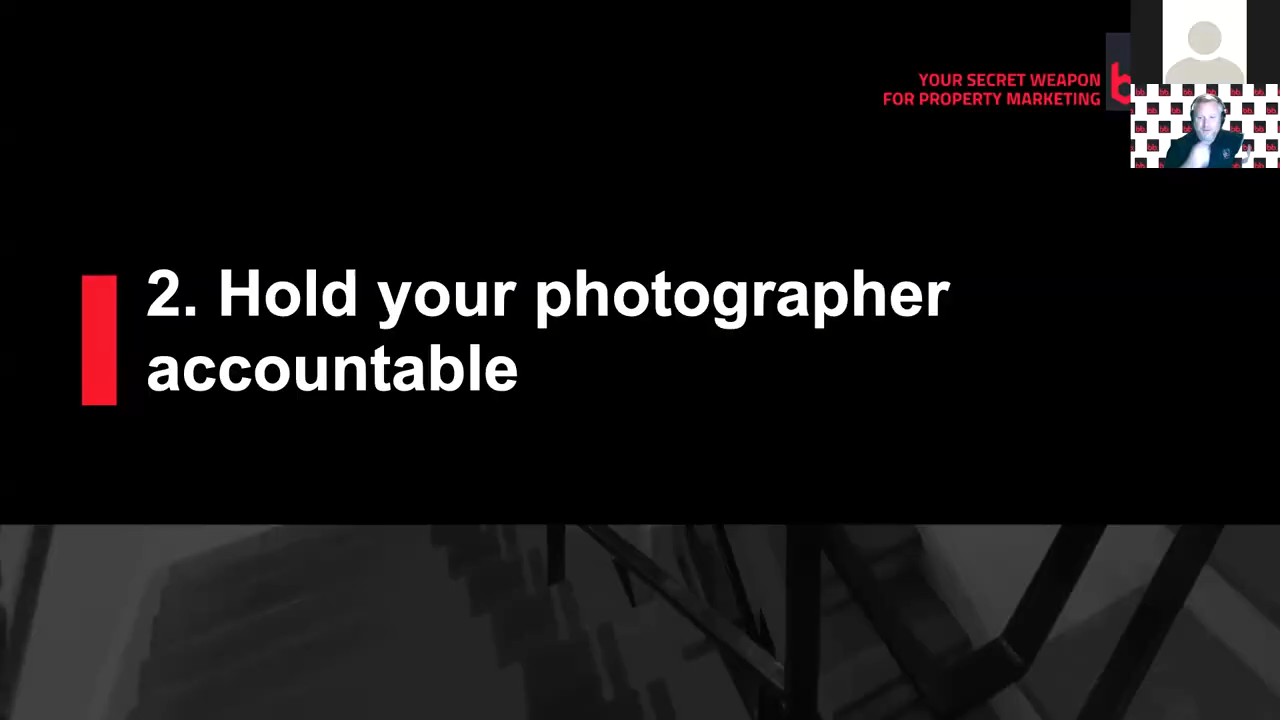 YOUR SECRET WEAPON
FOR PROPERTY MARKETING
2. Hold your photographer
accountable